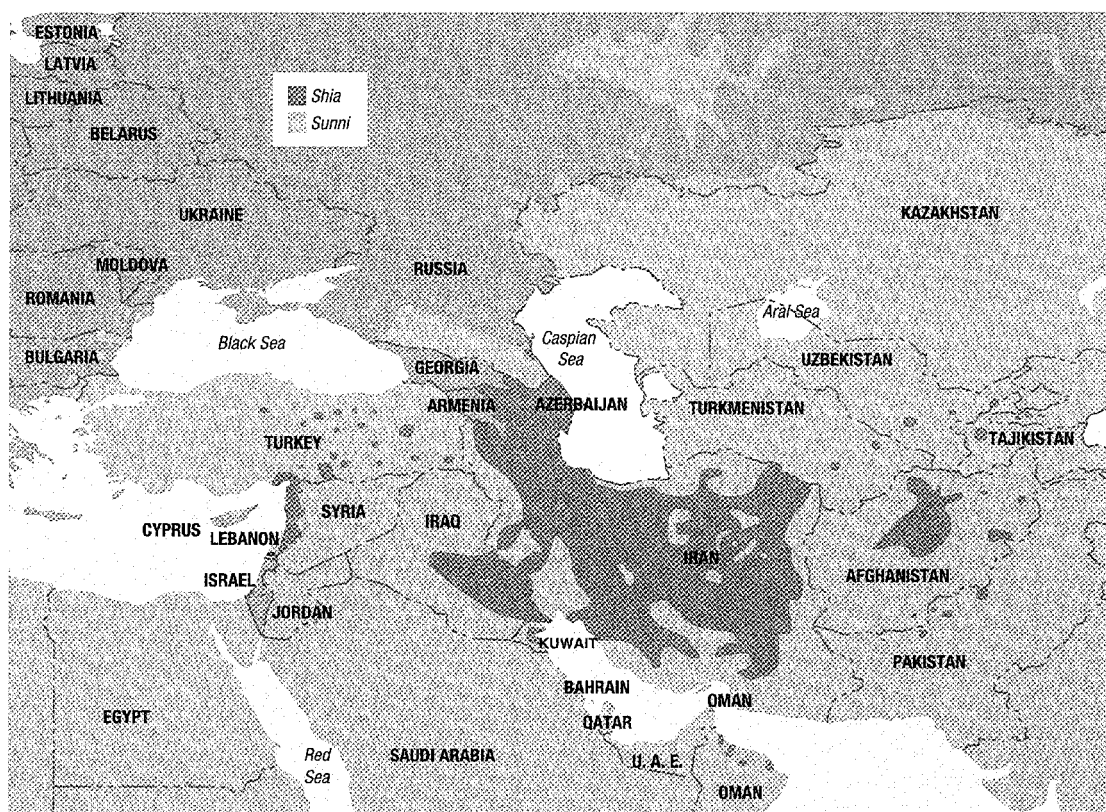 ESTONIA
LATVIA
LITHUANIA
BELARUS
Shia
Sunni
UKRAINE
KAZAKHSTAN
MOLDOVA
RUSSIA
ROMANIA
Aral Sea
Black Sea
Caspian
Sea
BULGARIA
GEORGIA
UZBEKISTAN
ARMENIA
AZERBAIJAN
TURKMENISTAN
TURKEY
TAJIKISTAN
SYRIA
IRAQ
CYPRUS
LEBANON
IRAN
ISRAEL
AFGHANISTAN
JORDAN
KUWAIT
PAKISTAN
BAHRAIN
OMAN
EGYPT
QATAR
Red
Sea
SAUDI ARABIA
U. A. E.
OMAN